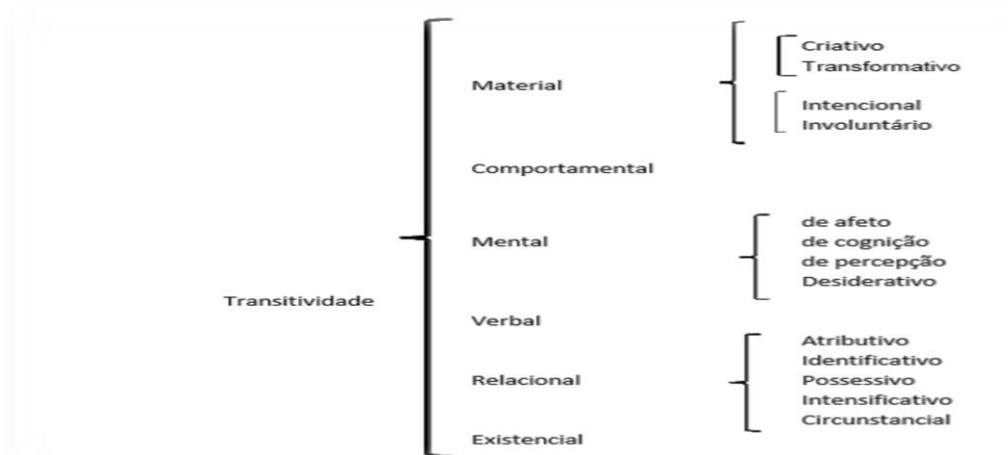 Criativo
Transformativo
Material
Intencional
Involuntário
Comportamental
de afeto
Mental
de cognição
de percepção
Desiderativo
Transitividade
Verbal
Atributivo
Identificativo
Relacional
Possessivo
Intensificativo
Circunstancial
Existencial